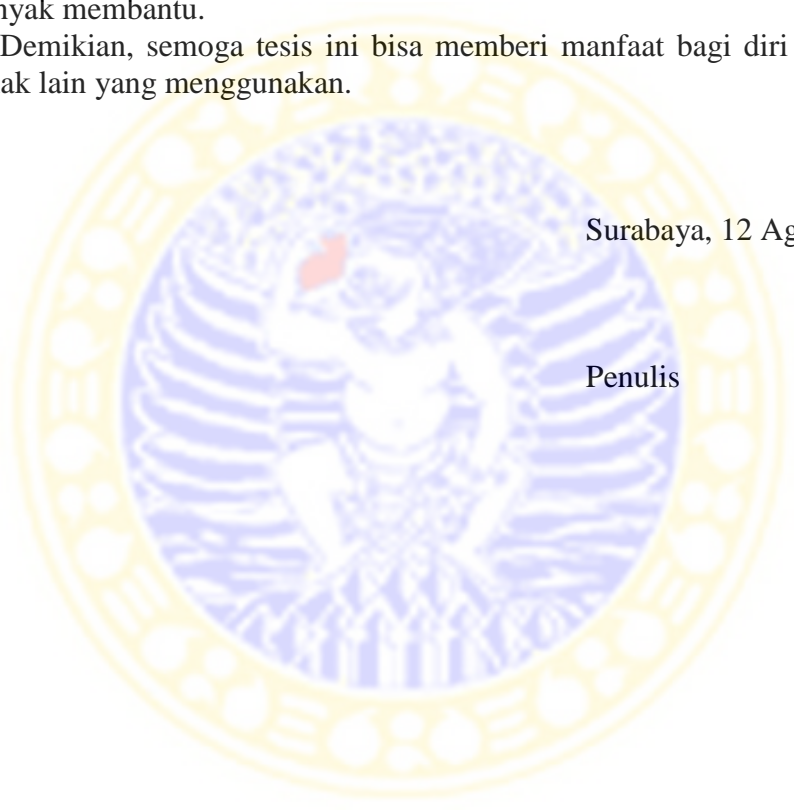 nyak membantu.
Demikian, semoga tesis ini bisa memberi manfaat bagi diri
ak lain yang menggunakan.
Surabaya, 12 Ag
Penulis